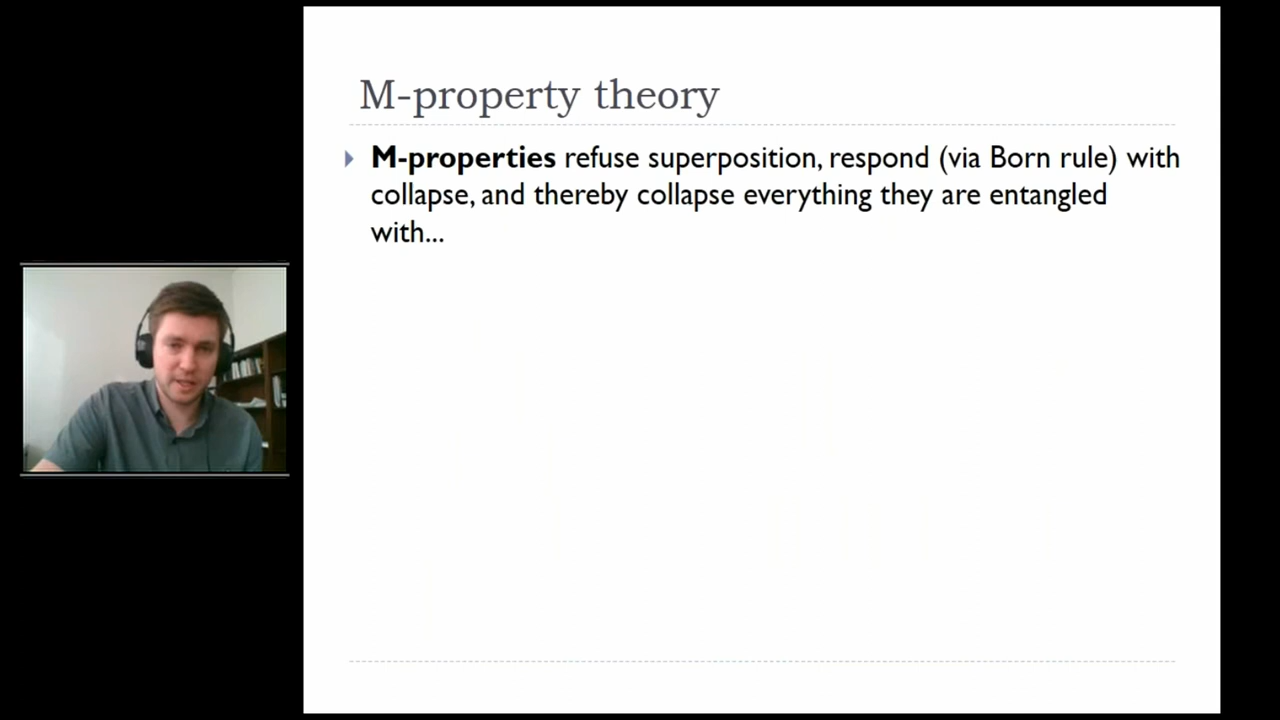 M-property theory
M-properties refuse superposition, respond (via Born rule) with
collapse, and thereby collapse everything they are entangled
with...